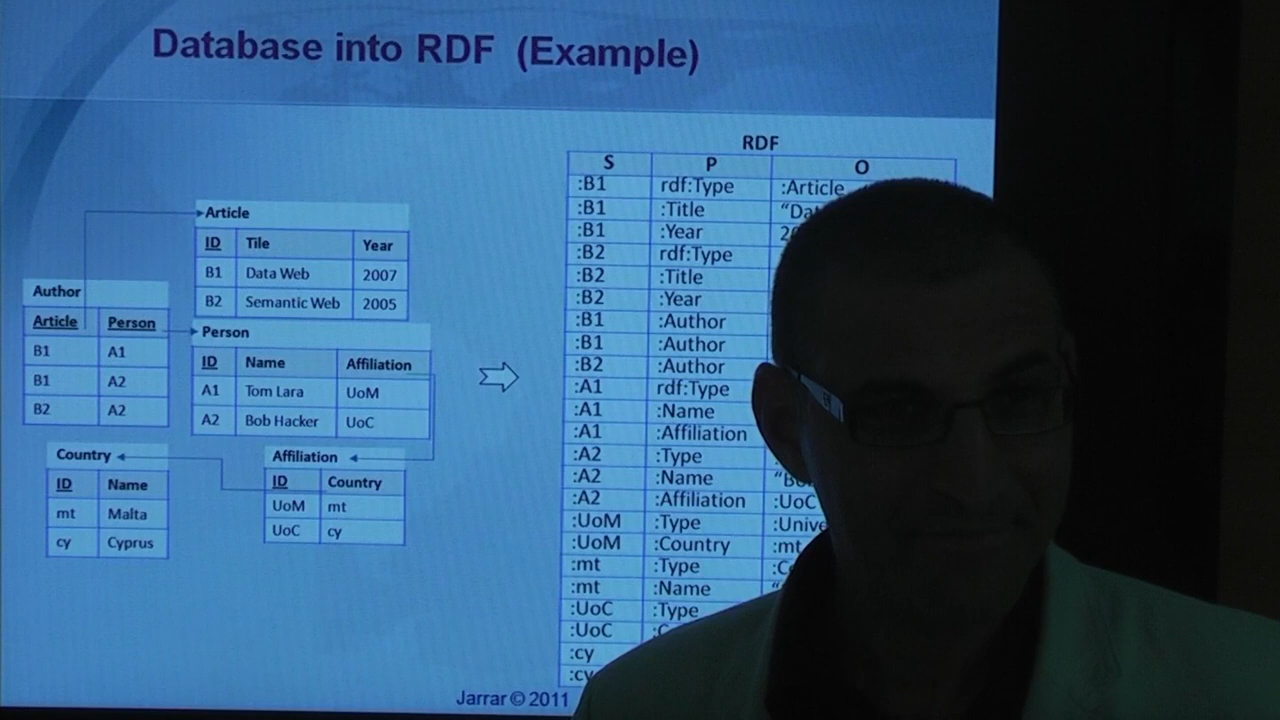 Database into RDF (Example)
Article
ID Tile Year
B1 Data Web 2007
B2 Semantic Web 2005
Author
Article Person
B1 A1
B1 A2
B2 A2
Person
ID Name Affiliation
A1 Tom Lara UoM
A2 Bob Hacker UoC
Country
ID Name
mt Malta
cy Cyprus
Affiliation
ID Country
UoM mt
UoC cy
RDF
S P O
:B1 rdf:Type :Article
:B1 :Title
:B1 :Year
:B2 rdf:Type
:B2 :Title
:B2 :Year
:B1 :Author
:B1 :Author
:B2 :Author
:A1 rdf:Type
:A1 :Name
:A1 :Affiliation
:A2 :Type
:A2 :Name
:A2 :Affiliation :UoC
:UoM :Type
:UoM :Country :mt
:mt :Type
:mt :Name
:UoC :Type
:UoC
:cy
:cy
Jarrar © 2011